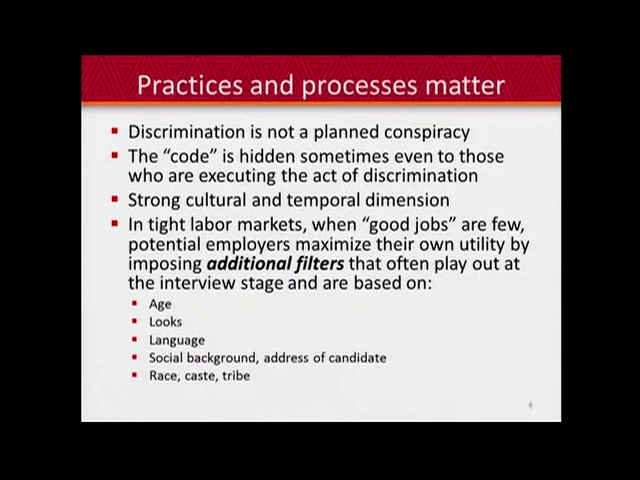 Practices and processes matter
▪ Discrimination is not a planned conspiracy
▪ The “code” is hidden sometimes even to those
who are executing the act of discrimination
▪ Strong cultural and temporal dimension
▪ In tight labor markets, when “good jobs” are few,
potential employers maximize their own utility by
imposing additional filters that often play out at
the interview stage and are based on:
▪ Age
▪ Looks
▪ Language
▪ Social background, address of candidate
▪ Race, caste, tribe